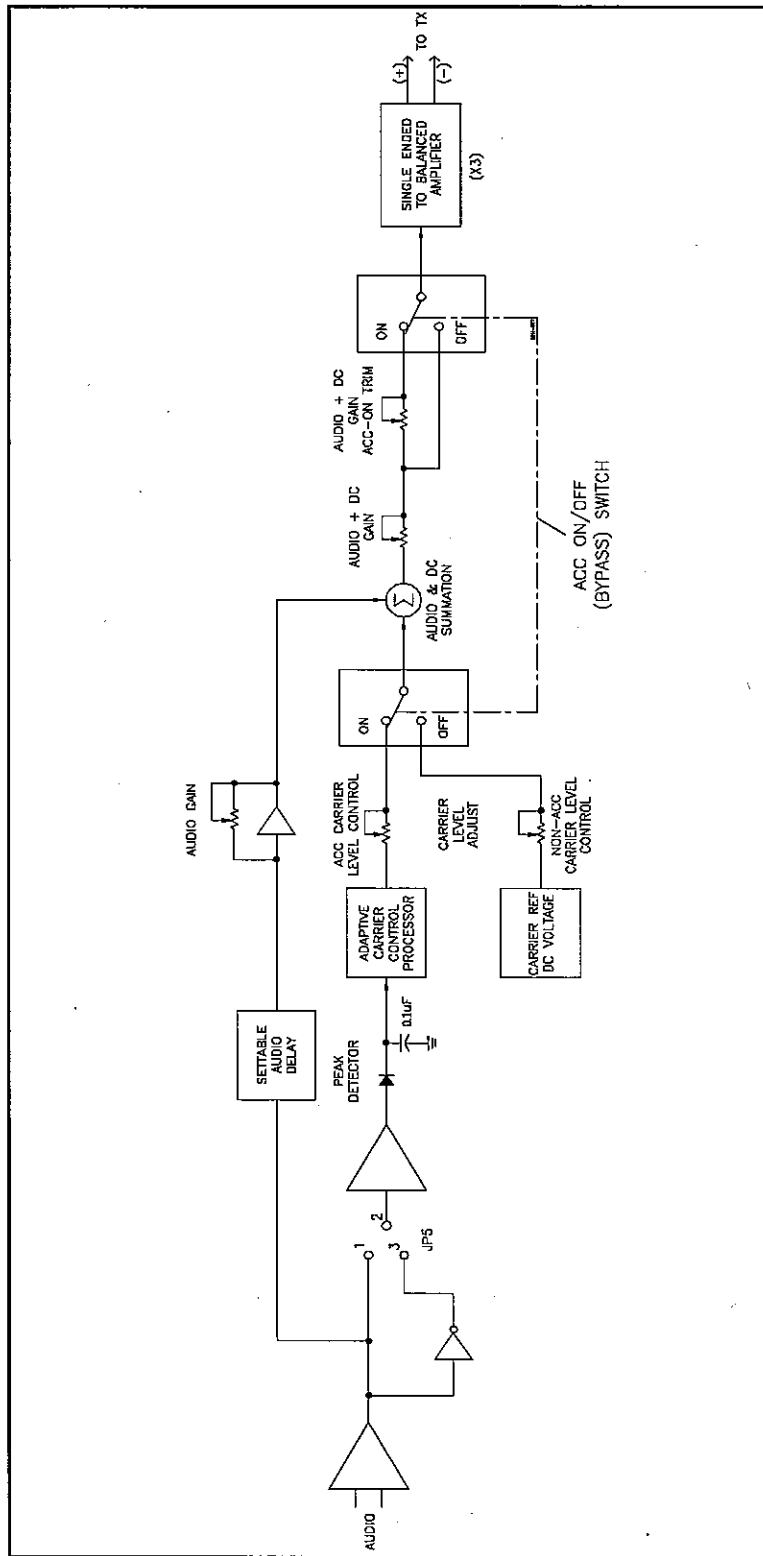 AUDIO
1
2
3
JP5
SETTABLE
AUDIO
DELAY
PEAK
DETECTOR
0.1uF
ADAPTIVE
CARRIER
CONTROL
PROCESSOR
AUDIO GAIN
ACC CARRIER
LEVEL CONTROL
CARRIER
LEVEL
ADJUST
CARRIER REF
DC VOLTAGE
NON-ACC
CARRIER LEVEL
CONTROL
ON
OFF
Σ
AUDIO & DC
SUMMATION
AUDIO + DC
GAIN
AUDIO + DC
GAIN
ACC-ON TRIM
ACC ON/OFF
(BYPASS) SWITCH
ON
OFF
SINGLE ENDED
TO BALANCED
AMPLIFIER
(X3)
(+)
(-)
TO TX